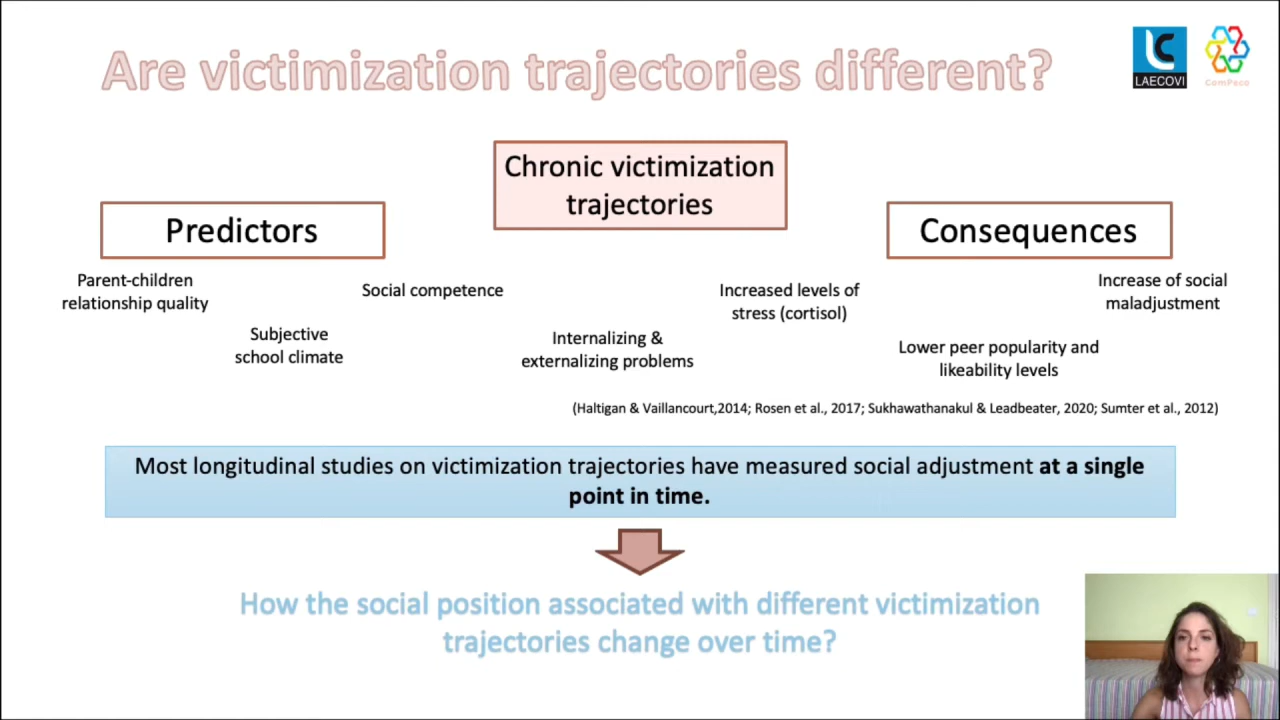 Are victimization trajectories different?
LAECOVI
ComPsco
Chronic victimization
trajectories
Predictors
Consequences
Parent-children
relationship quality
Social competence
Subjective
school climate
Internalizing &
externalizing problems
Increased levels of
stress (cortisol)
Increase of social
maladjustment
Lower peer popularity and
likeability levels
(Haltigan & Vaillancourt,2014; Rosen et al., 2017; Sukhawathanakul & Leadbeater, 2020; Sumter et al., 2012)
Most longitudinal studies on victimization trajectories have measured social adjustment at a single
point in time.
How the social position associated with different victimization
trajectories change over time?